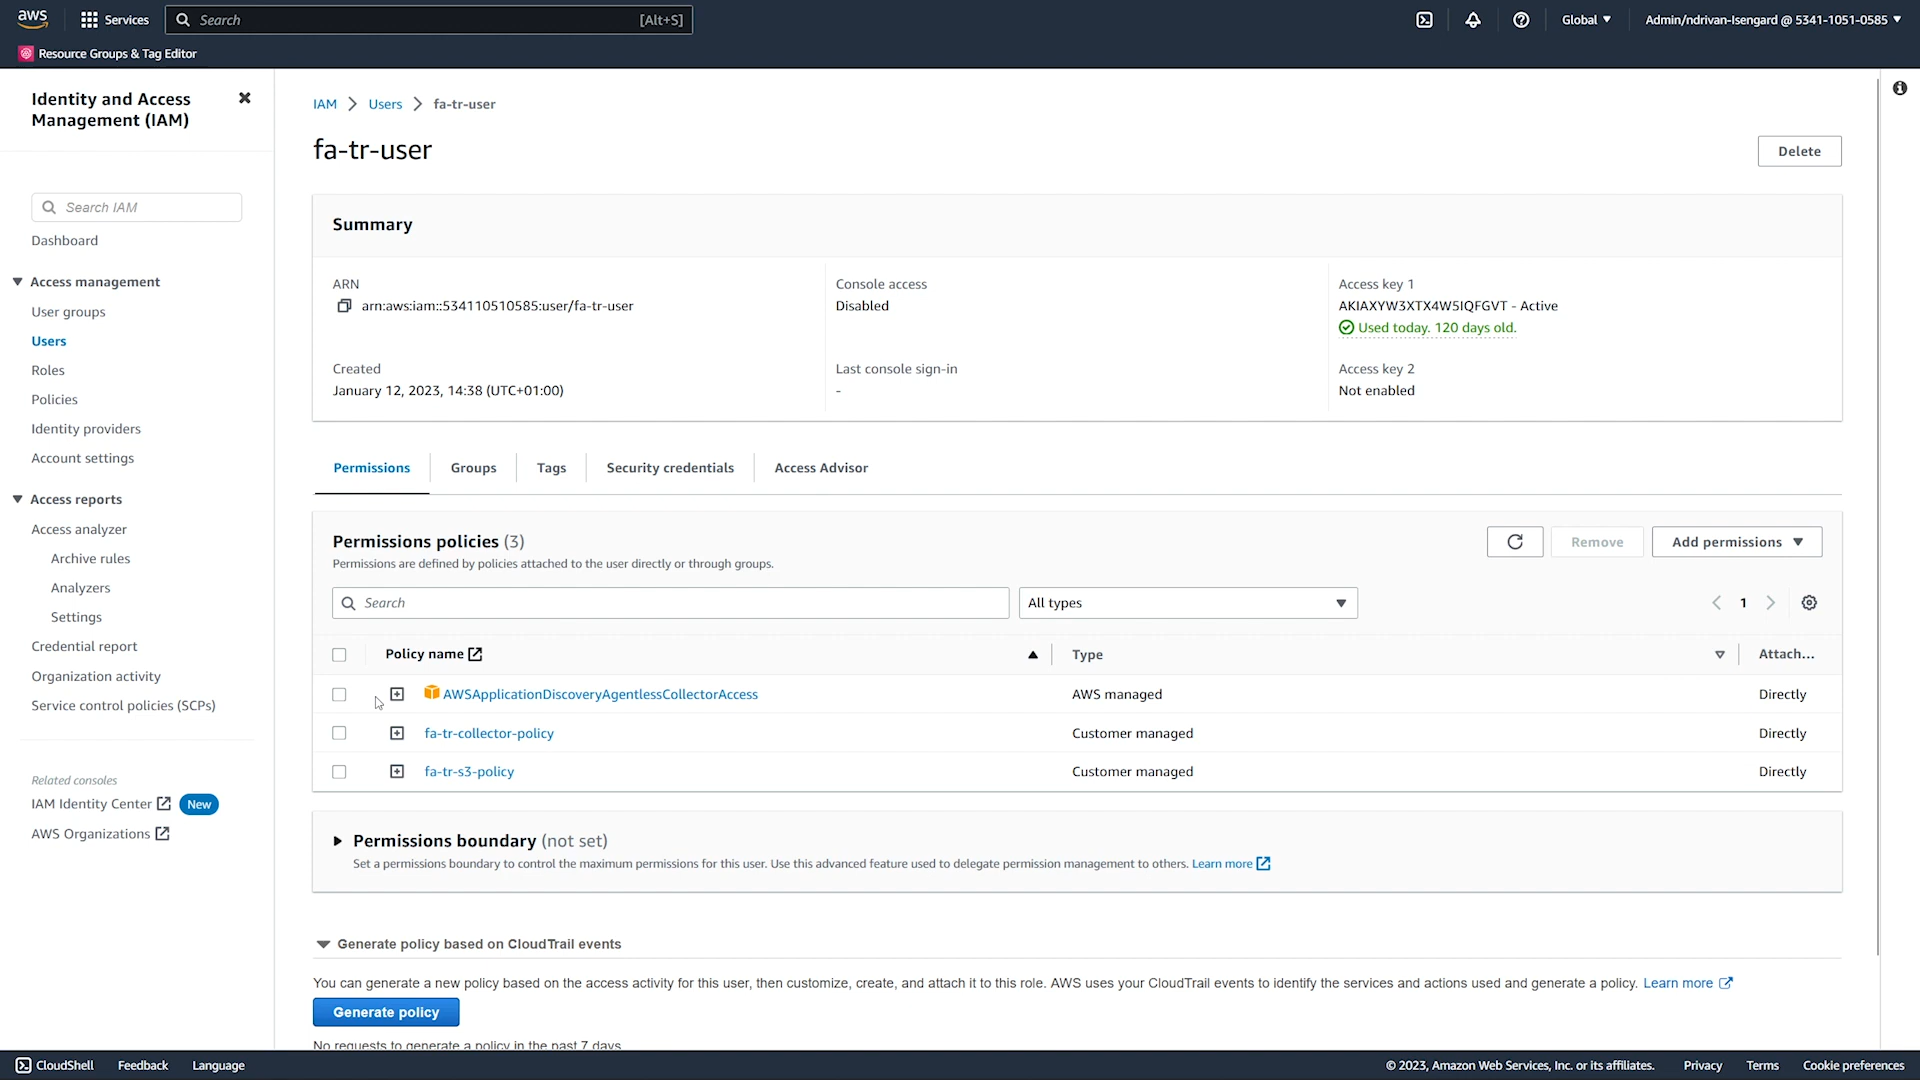 aws
Services
Search
[Alt+S]
Global
Admin/ndrivan-Isengard @ 5341-1051-0585
Resource Groups & Tag Editor
Identity and Access
Management (IAM)
Search IAM
Dashboard
Access management
User groups
Users
Roles
Policies
Identity providers
Account settings
Access reports
Access analyzer
Archive rules
Analyzers
Settings
Credential report
Organization activity
Service control policies (SCPs)
Related consoles
IAM Identity Center
New
AWS Organizations
IAM > Users > fa-tr-user
fa-tr-user
Delete
Summary
ARN
arn:aws:iam::534110510585:user/fa-tr-user
Console access
Disabled
Access key 1
AKIAXYW3XTX4W5IQFGVT - Active
Used today. 120 days old.
Created
January 12, 2023, 14:38 (UTC+01:00)
Last console sign-in
-
Access key 2
Not enabled
Permissions
Groups
Tags
Security credentials
Access Advisor
Permissions policies (3)
Permissions are defined by policies attached to the user directly or through groups.
Remove
Add permissions
Search
All types
1
Policy name
Type
Attach...
AWSApplicationDiscoveryAgentlessCollectorAccess
AWS managed
Directly
fa-tr-collector-policy
Customer managed
Directly
fa-tr-s3-policy
Customer managed
Directly
Permissions boundary (not set)
Set a permissions boundary to control the maximum permissions for this user. Use this advanced feature used to delegate permission management to others. Learn more
Generate policy based on CloudTrail events
You can generate a new policy based on the access activity for this user, then customize, create, and attach it to this role. AWS uses your CloudTrail events to identify the services and actions used and generate a policy. Learn more
Generate policy
No requests to generate a policy in the past 7 days
CloudShell
Feedback
Language
© 2023, Amazon Web Services, Inc. or its affiliates.
Privacy
Terms
Cookie preferences